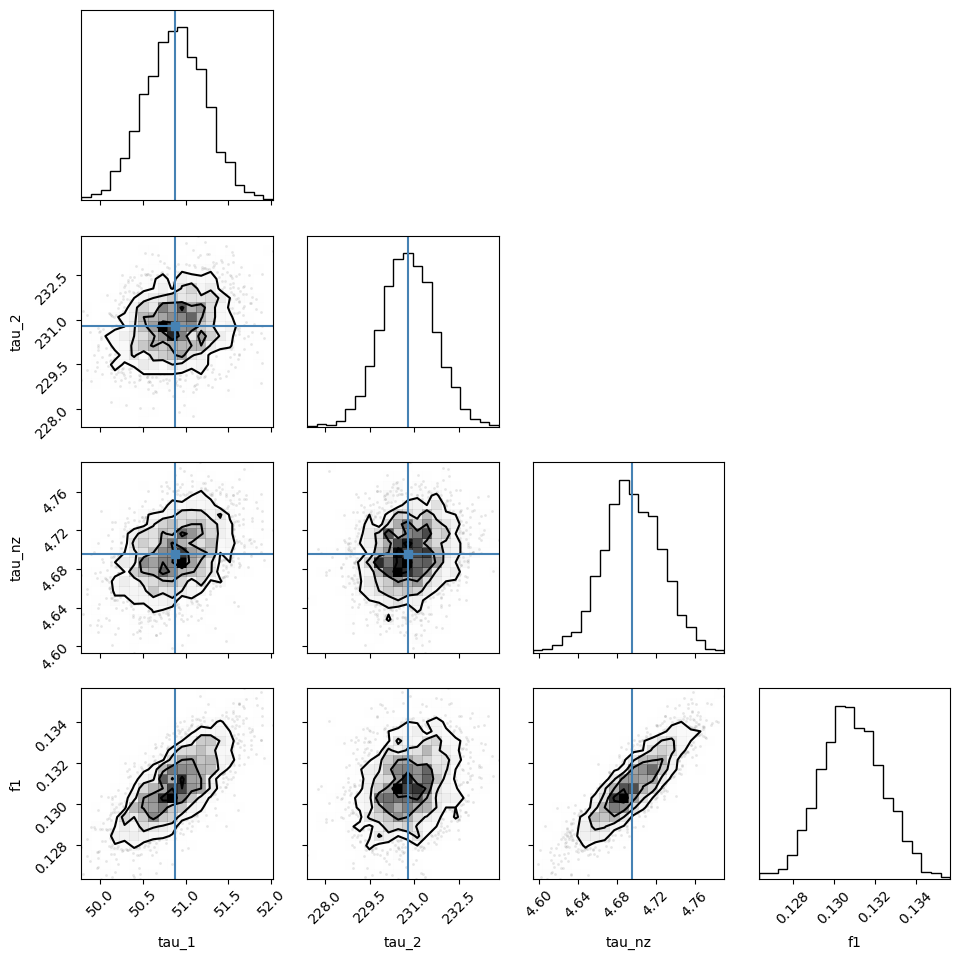 tau_2
232.5
231.0
229.5
228.0
tau_nz
4.76
4.72
4.68
4.64
4.60
f1
0.134
0.132
0.130
0.128
50.0 50.5 51.0 51.5 52.0
228.0 229.5 231.0 232.5
4.60 4.64 4.68 4.72 4.76
0.128 0.130 0.132 0.134
tau_1 tau_2 tau_nz f1